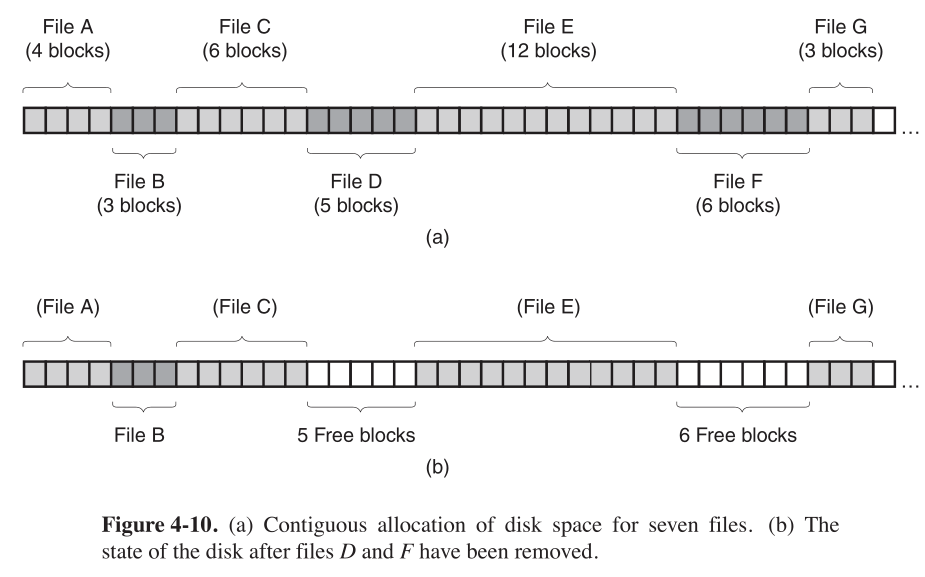 File A
(4 blocks)
File C
(6 blocks)
File E
(12 blocks)
File G
(3 blocks)
...
File B
(3 blocks)
File D
(5 blocks)
File F
(6 blocks)
(a)
(File A)
(File C)
(File E)
(File G)
...
File B
5 Free blocks
6 Free blocks
(b)
Figure 4-10. (a) Contiguous allocation of disk space for seven files. (b) The
state of the disk after files D and F have been removed.